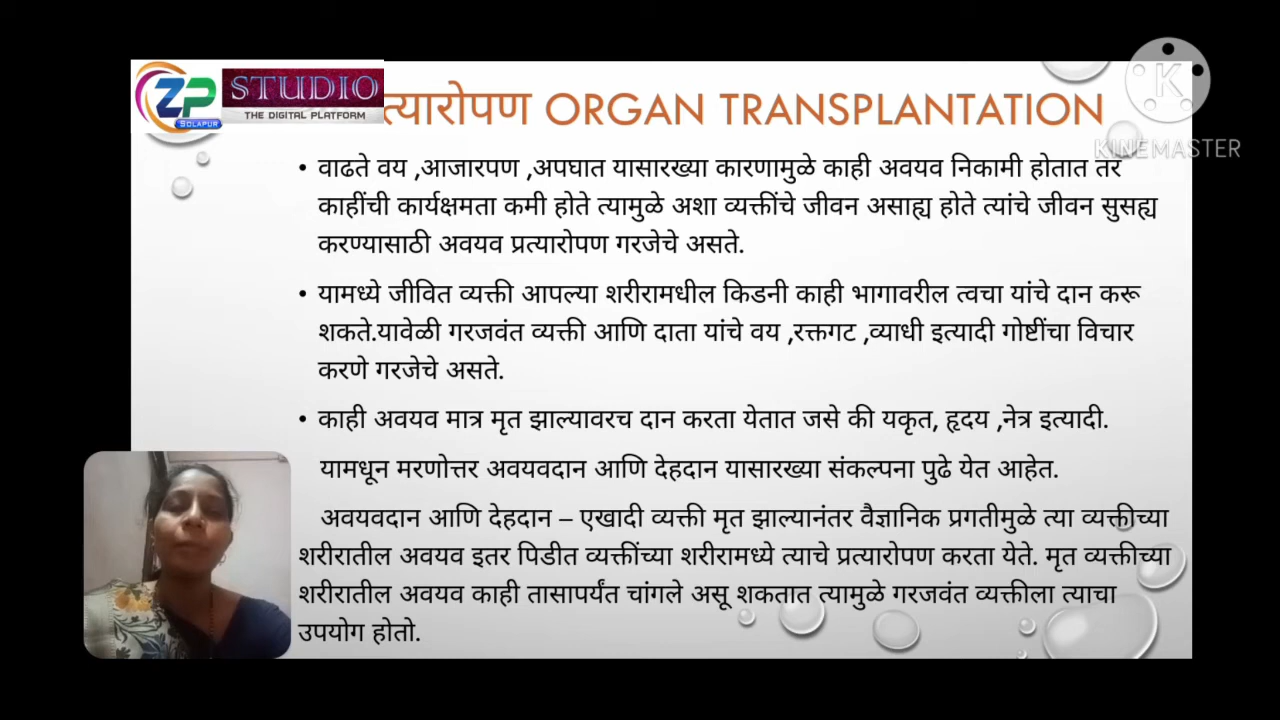 ZP
SOLAPUR
STUDIO
THE DIGITAL PLATFORM
त्यारोपण ORGAN TRANSPLANTATION
K
KINEMASTER
• वाढते वय ,आजारपण ,अपघात यासारख्या कारणामुळे काही अवयव निकामी होतात तर
काहींची कार्यक्षमता कमी होते त्यामुळे अशा व्यक्तींचे जीवन असाह्य होते त्यांचे जीवन सुसह्य
करण्यासाठी अवयव प्रत्यारोपण गरजेचे असते.
• यामध्ये जीवित व्यक्ती आपल्या शरीरामधील किडनी काही भागावरील त्वचा यांचे दान करू
शकते.यावेळी गरजवंत व्यक्ती आणि दाता यांचे वय ,रक्तगट ,व्याधी इत्यादी गोष्टींचा विचार
करणे गरजेचे असते.
• काही अवयव मात्र मृत झाल्यावरच दान करता येतात जसे की यकृत, हृदय ,नेत्र इत्यादी.
यामधून मरणोत्तर अवयवदान आणि देहदान यासारख्या संकल्पना पुढे येत आहेत.
अवयवदान आणि देहदान – एखादी व्यक्ती मृत झाल्यानंतर वैज्ञानिक प्रगतीमुळे त्या व्यक्तीच्या
शरीरातील अवयव इतर पिडीत व्यक्तींच्या शरीरामध्ये त्याचे प्रत्यारोपण करता येते. मृत व्यक्तीच्या
शरीरातील अवयव काही तासापर्यंत चांगले असू शकतात त्यामुळे गरजवंत व्यक्तीला त्याचा
उपयोग होतो.